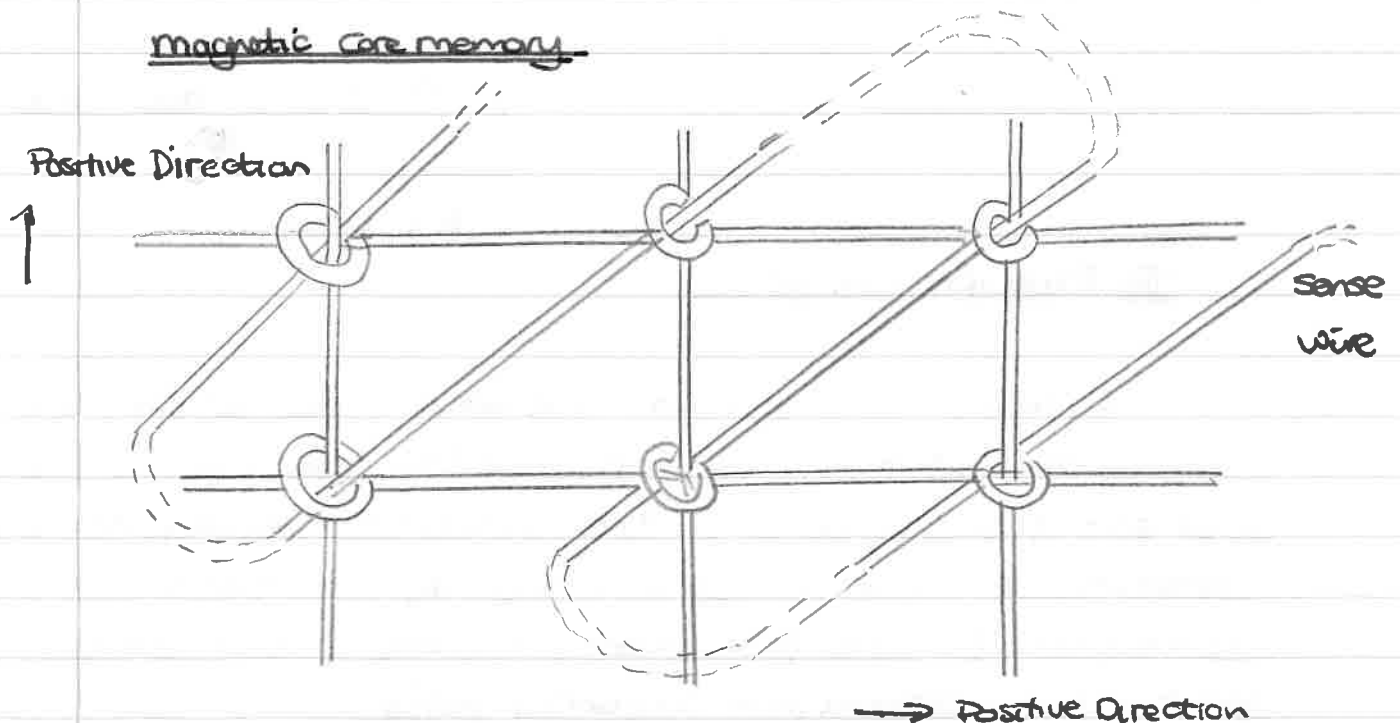 Magnetic Core memory
Positive Direction
Sense
wire
Positive Direction